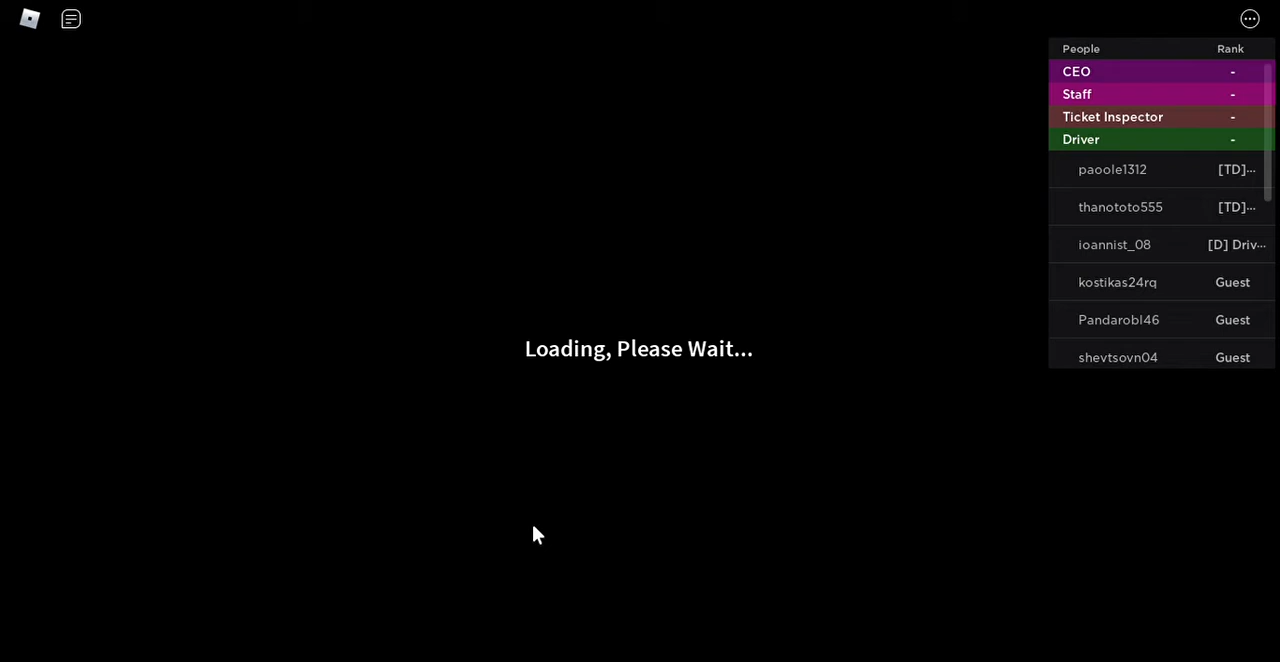 People Rank
CEO -
Staff -
Ticket Inspector -
Driver -
paoole1312 [TD]...
thanototo555 [TD]...
ioannist_08 [D] Driv...
kostikas24rq Guest
Pandarobl46 Guest
shevtsovn04 Guest
Loading, Please Wait...